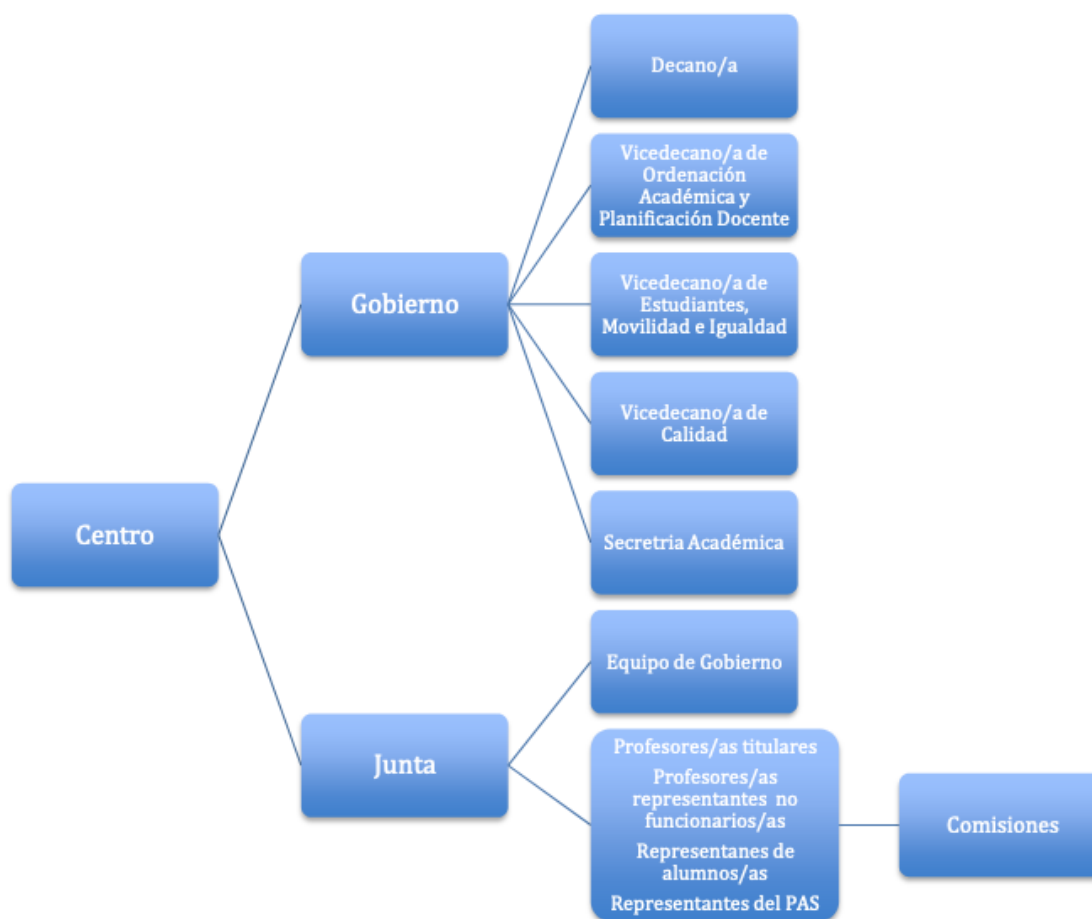 Decano/a
Vicedecano/a de
Ordenación
Académica y
Planificación Docente
Gobierno
Vicedecano/a de
Estudiantes,
Movilidad e Igualdad
Vicedecano/a de
Calidad
Centro
Secretria Académica
Equipo de Gobierno
Junta
Profesores/as titulares
Profesores/as
representantes no
funcionarios/as
Representanes de
alumnos/as
Representantes del PAS
Comisiones